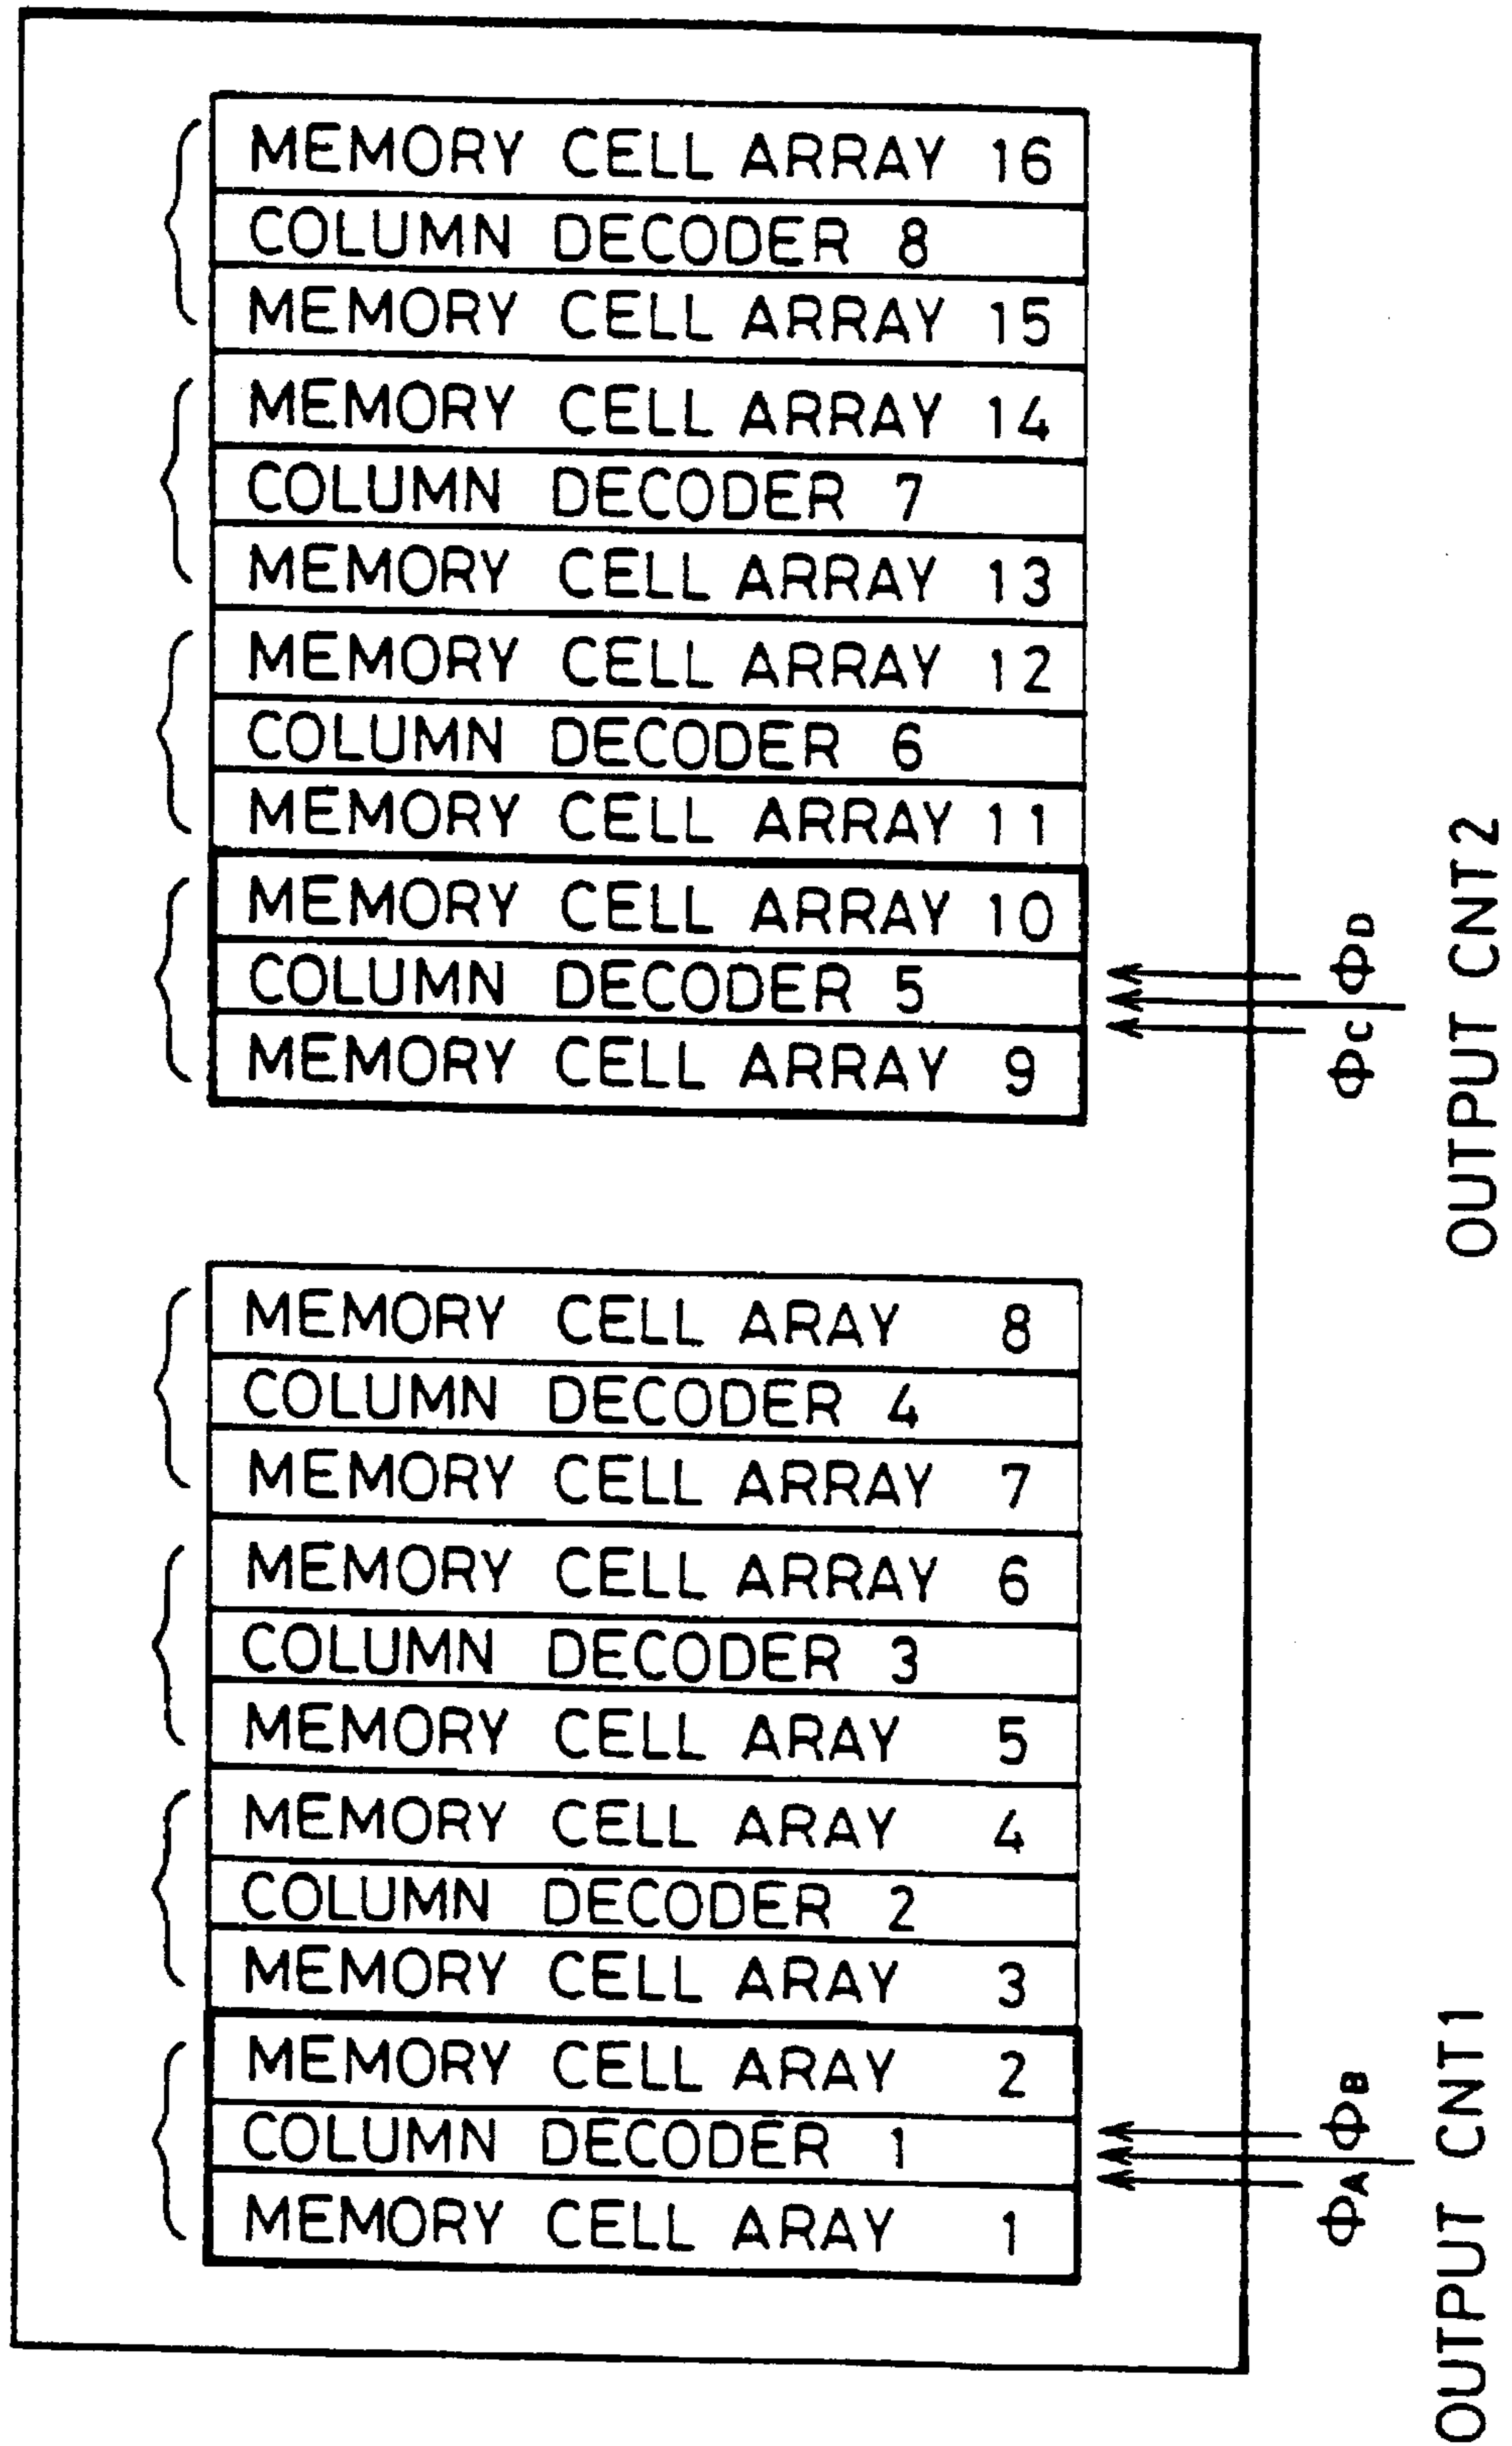 MEMORY CELL ARRAY 16
COLUMN DECODER 8
MEMORY CELL ARRAY 15
MEMORY CELL ARRAY 14
COLUMN DECODER 7
MEMORY CELL ARRAY 13
MEMORY CELL ARRAY 12
COLUMN DECODER 6
MEMORY CELL ARRAY 11
MEMORY CELL ARRAY 10
COLUMN DECODER 5
MEMORY CELL ARRAY 9
ΦD
ΦC
OUTPUT CNT2
MEMORY CELL ARAY 8
COLUMN DECODER 4
MEMORY CELL ARRAY 7
MEMORY CELL ARRAY 6
COLUMN DECODER 3
MEMORY CELL ARAY 5
MEMORY CELL ARAY 4
COLUMN DECODER 2
MEMORY CELL ARAY 3
MEMORY CELL ARAY 2
COLUMN DECODER 1
MEMORY CELL ARAY 1
ΦB
ΦA
OUTPUT CNT1